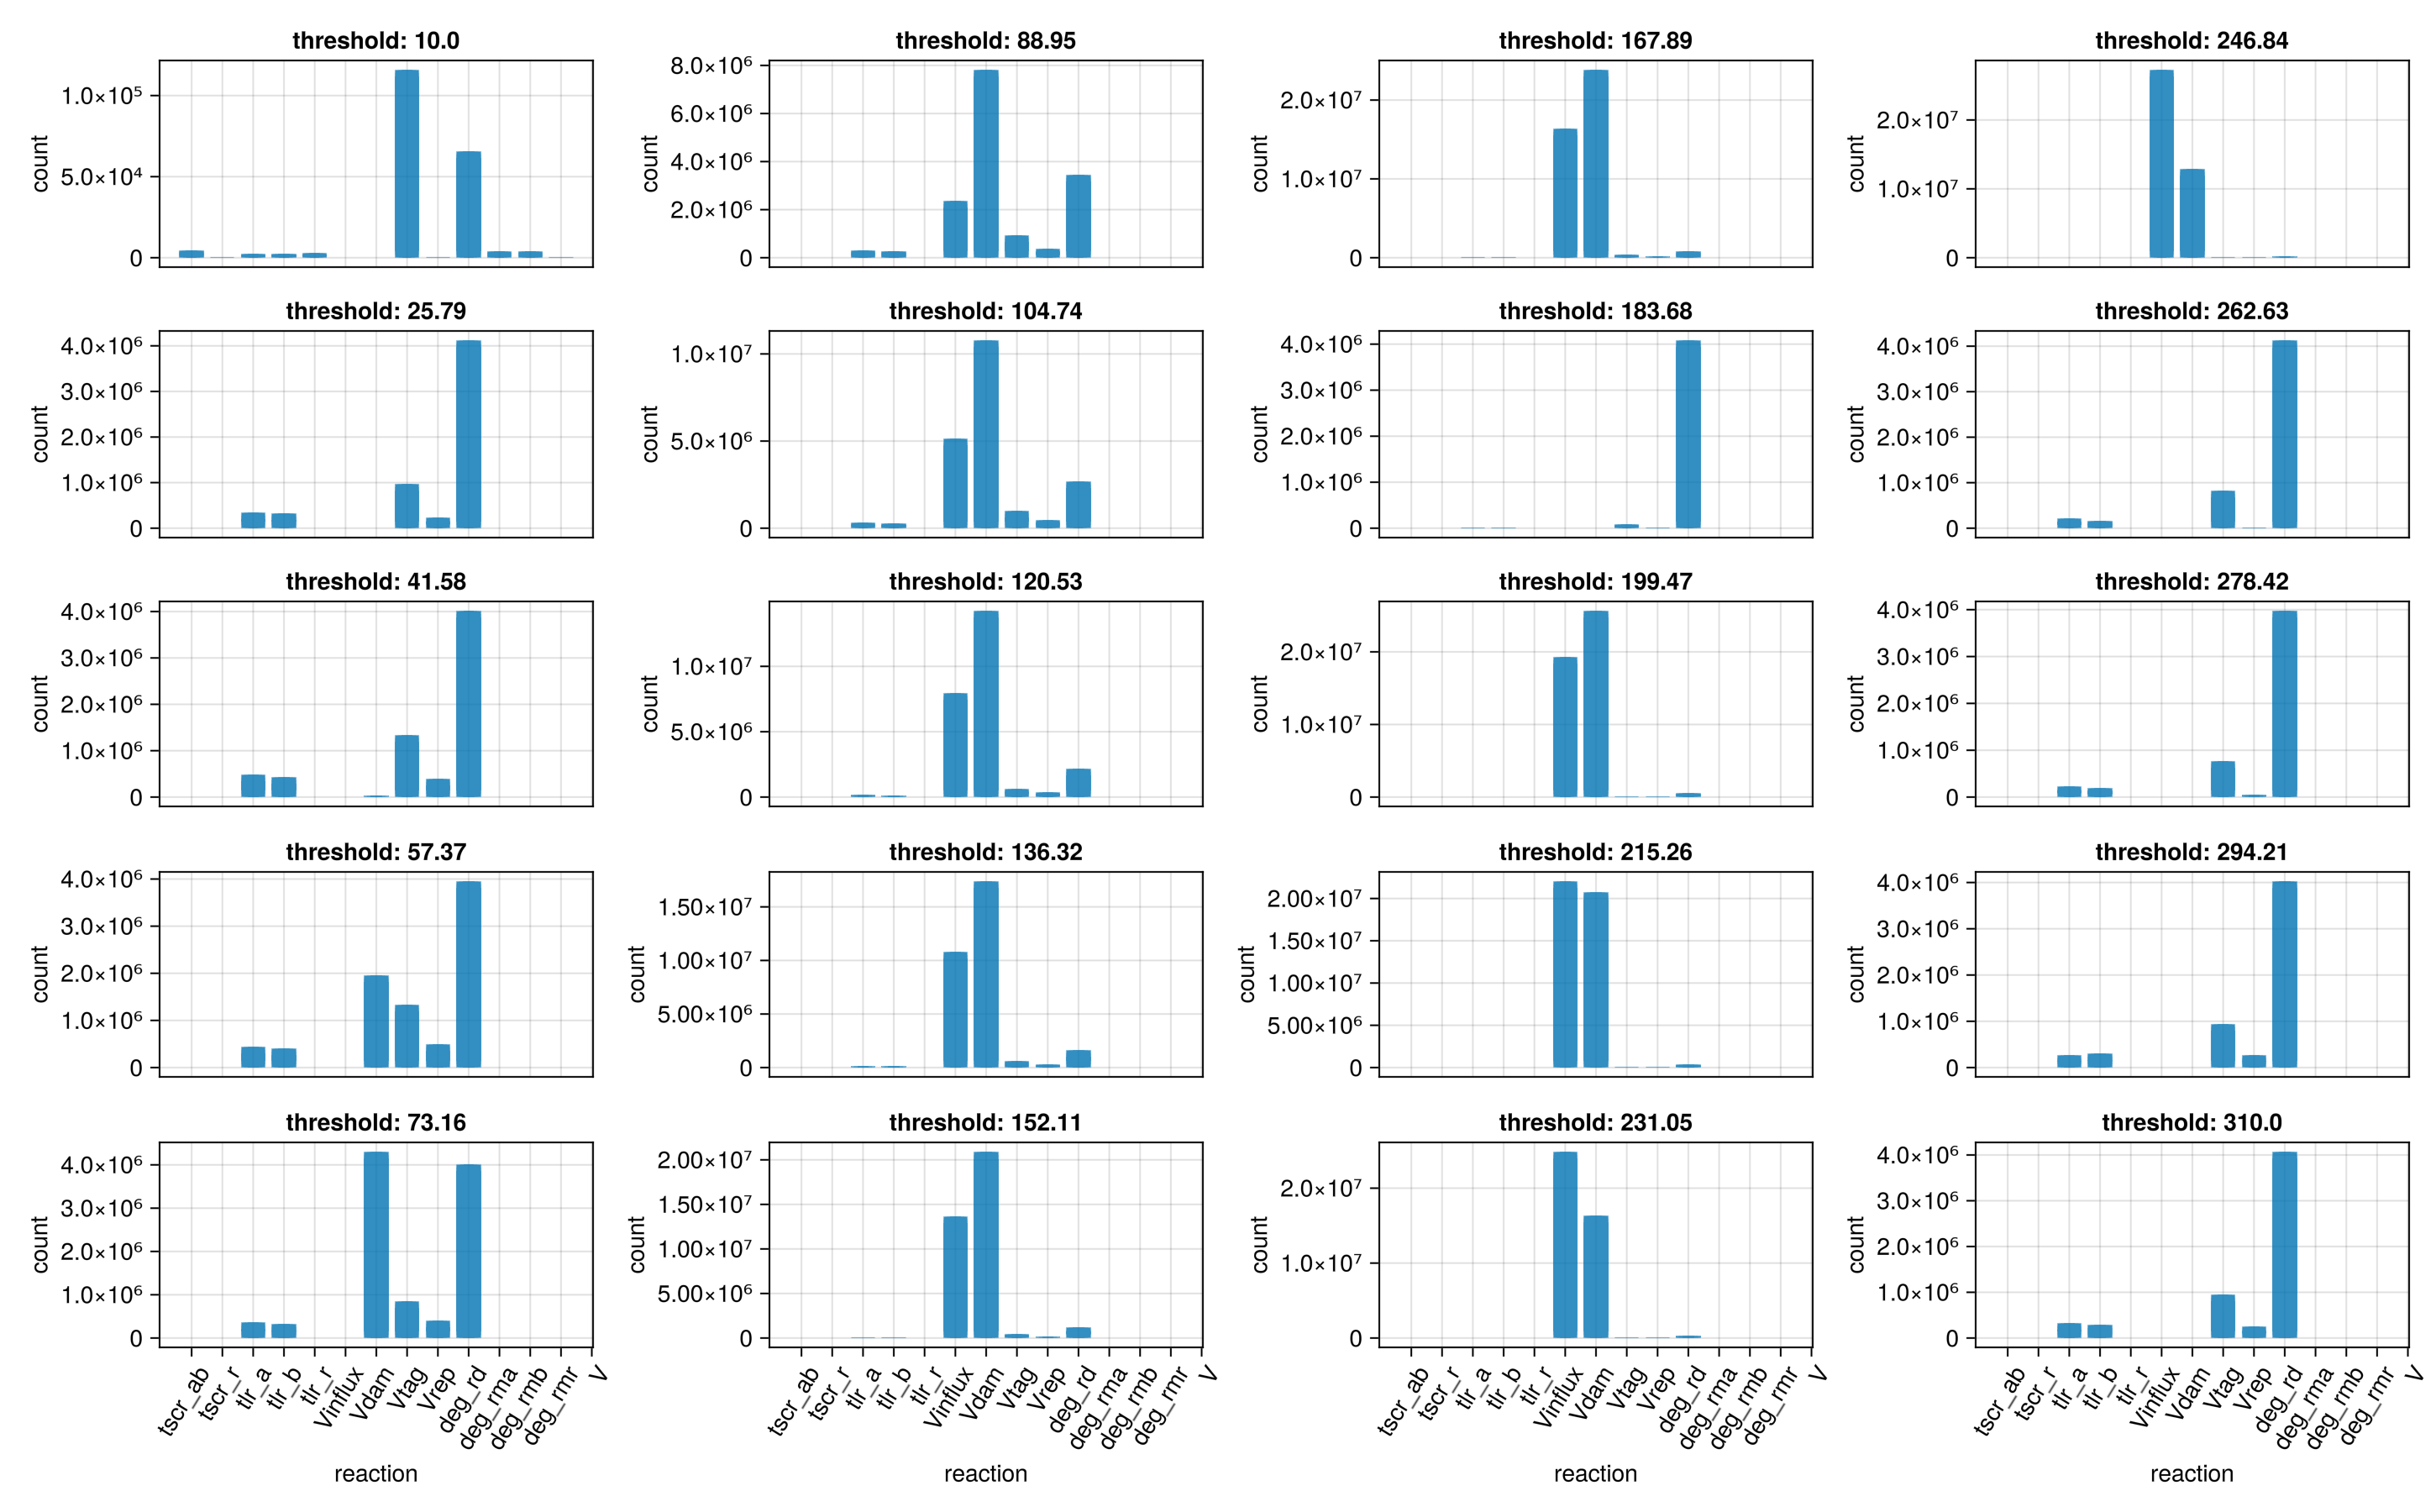 threshold: 10.0
threshold: 88.95
threshold: 167.89
threshold: 246.84
count
1.0×10⁵
5.0×10⁴
0
count
8.0×10⁶
6.0×10⁶
4.0×10⁶
2.0×10⁶
0
count
2.0×10⁷
1.0×10⁷
0
count
2.0×10⁷
1.0×10⁷
0
threshold: 25.79
threshold: 104.74
threshold: 183.68
threshold: 262.63
count
4.0×10⁶
3.0×10⁶
2.0×10⁶
1.0×10⁶
0
count
1.0×10⁷
5.0×10⁶
0
count
4.0×10⁶
3.0×10⁶
2.0×10⁶
1.0×10⁶
0
count
4.0×10⁶
3.0×10⁶
2.0×10⁶
1.0×10⁶
0
threshold: 41.58
threshold: 120.53
threshold: 199.47
threshold: 278.42
count
4.0×10⁶
3.0×10⁶
2.0×10⁶
1.0×10⁶
0
count
1.0×10⁷
5.0×10⁶
0
count
2.0×10⁷
1.0×10⁷
0
count
4.0×10⁶
3.0×10⁶
2.0×10⁶
1.0×10⁶
0
threshold: 57.37
threshold: 136.32
threshold: 215.26
threshold: 294.21
count
4.0×10⁶
3.0×10⁶
2.0×10⁶
1.0×10⁶
0
count
1.50×10⁷
1.00×10⁷
5.00×10⁶
0
count
2.00×10⁷
1.50×10⁷
1.00×10⁷
5.00×10⁶
0
count
4.0×10⁶
3.0×10⁶
2.0×10⁶
1.0×10⁶
0
threshold: 73.16
threshold: 152.11
threshold: 231.05
threshold: 310.0
count
4.0×10⁶
3.0×10⁶
2.0×10⁶
1.0×10⁶
0
count
2.00×10⁷
1.50×10⁷
1.00×10⁷
5.00×10⁶
0
count
2.0×10⁷
1.0×10⁷
0
count
4.0×10⁶
3.0×10⁶
2.0×10⁶
1.0×10⁶
0
tscr_ab
tscr_r
tlr_a
tlr_b
tlr_r
Vinflux
Vdam
Vtag
Vrep
deg_rd
deg_rma
deg_rmb
deg_rmr
V
tscr_ab
tscr_r
tlr_a
tlr_b
tlr_r
Vinflux
Vdam
Vtag
Vrep
deg_rd
deg_rma
deg_rmb
deg_rmr
V
tscr_ab
tscr_r
tlr_a
tlr_b
tlr_r
Vinflux
Vdam
Vtag
Vrep
deg_rd
deg_rma
deg_rmb
deg_rmr
V
tscr_ab
tscr_r
tlr_a
tlr_b
tlr_r
Vinflux
Vdam
Vtag
Vrep
deg_rd
deg_rma
deg_rmb
deg_rmr
V
reaction
reaction
reaction
reaction